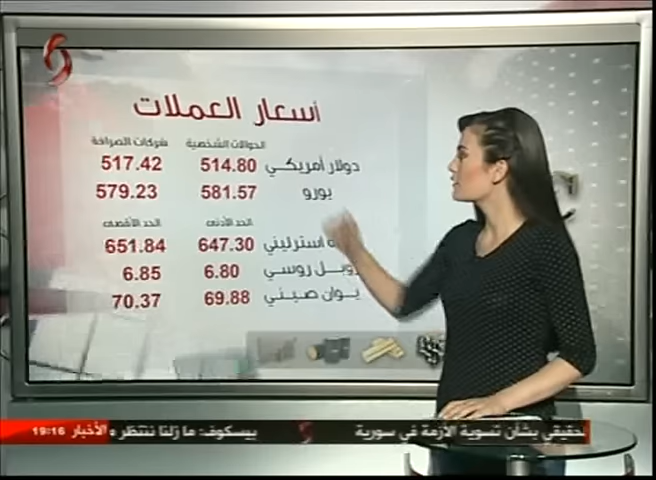 أسعار العملات
الحوالات الشخصية شركات الصرافة
دولار أمريكي 514.80 517.42
يورو 581.57 579.23
الحد الأدنى الحد الأقصى
استرليني 647.30 651.84
روبل روسي 6.80 6.85
يوان صيني 69.88 70.37
حقيقي بشأن تسوية الأزمة في سورية بيسكوف: ما زلنا ننتظر
الأخبار 19:16